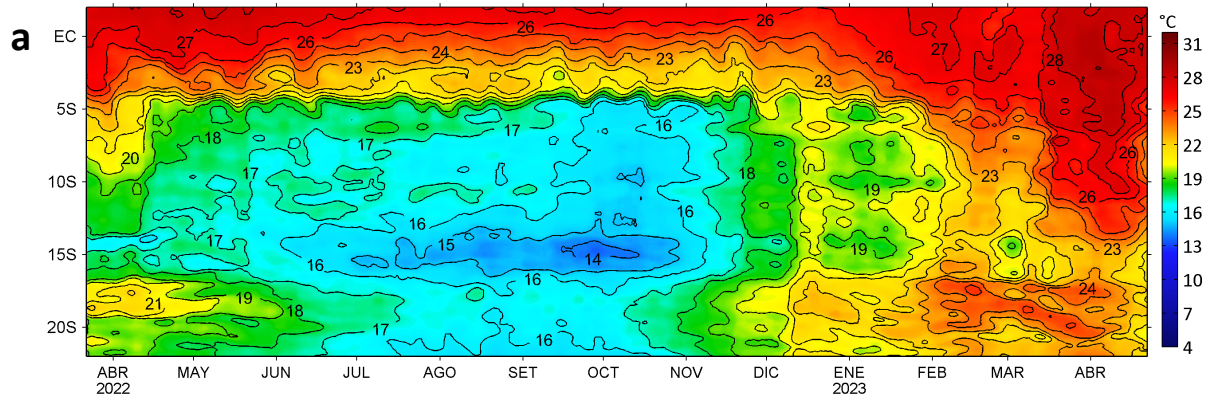 a
°C
EC
5S
10S
15S
20S
27 26 24 23 26 26 23 23 26 27 28
20 18 17 17 17 16 18 19 23 26 26
17 16 15 14 16 16 19 23
21 19 18 17 16 24
31
28
25
22
19
16
13
10
7
4
ABR MAY JUN JUL AGO SET OCT NOV DIC ENE FEB MAR ABR
2022 2023